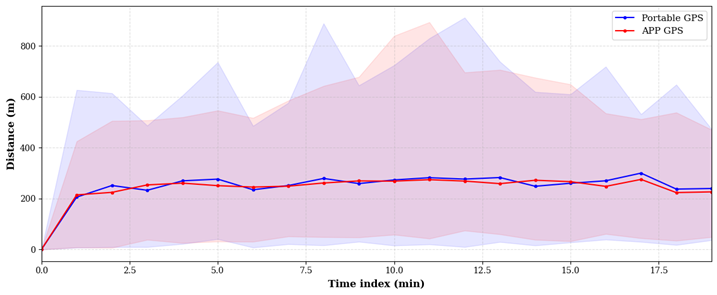 Portable GPS
APP GPS
Distance (m)
800
600
400
200
0
0.0 2.5 5.0 7.5 10.0 12.5 15.0 17.5
Time index (min)